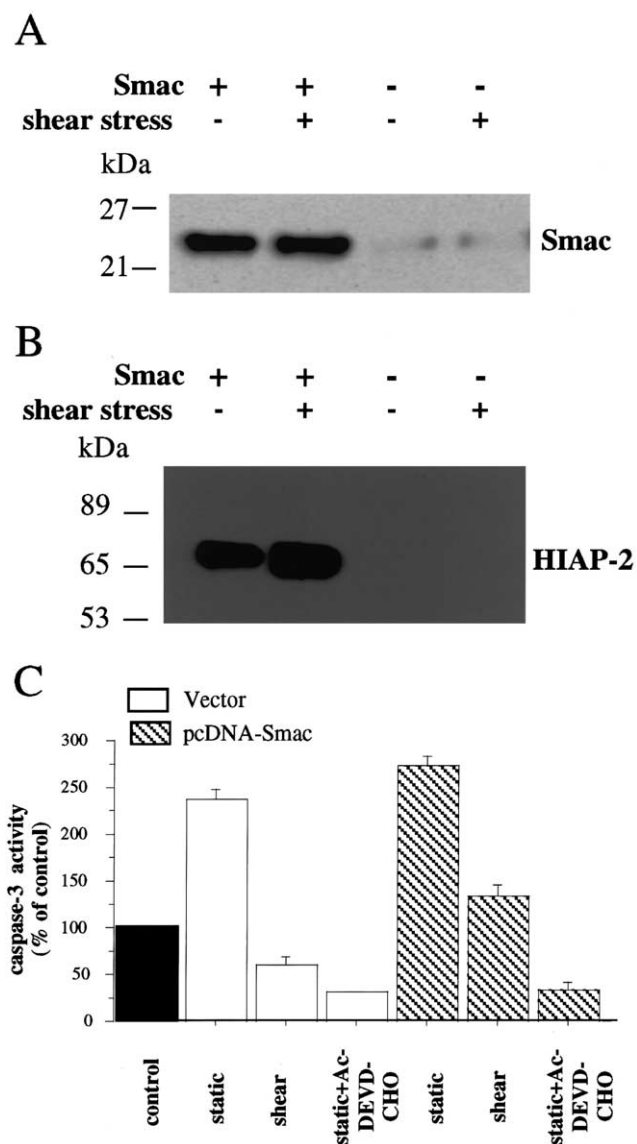 A
Smac + + - -
shear stress - + - +
kDa
27
21
Smac
B
Smac + + - -
shear stress - + - +
kDa
89
65
53
HIAP-2
C
Vector
pcDNA-Smac
caspase-3 activity
(% of control)
300
250
200
150
100
50
0
control
static
shear
static+Ac-
DEVD-
CHO
static
shear
static+Ac-
DEVD-
CHO